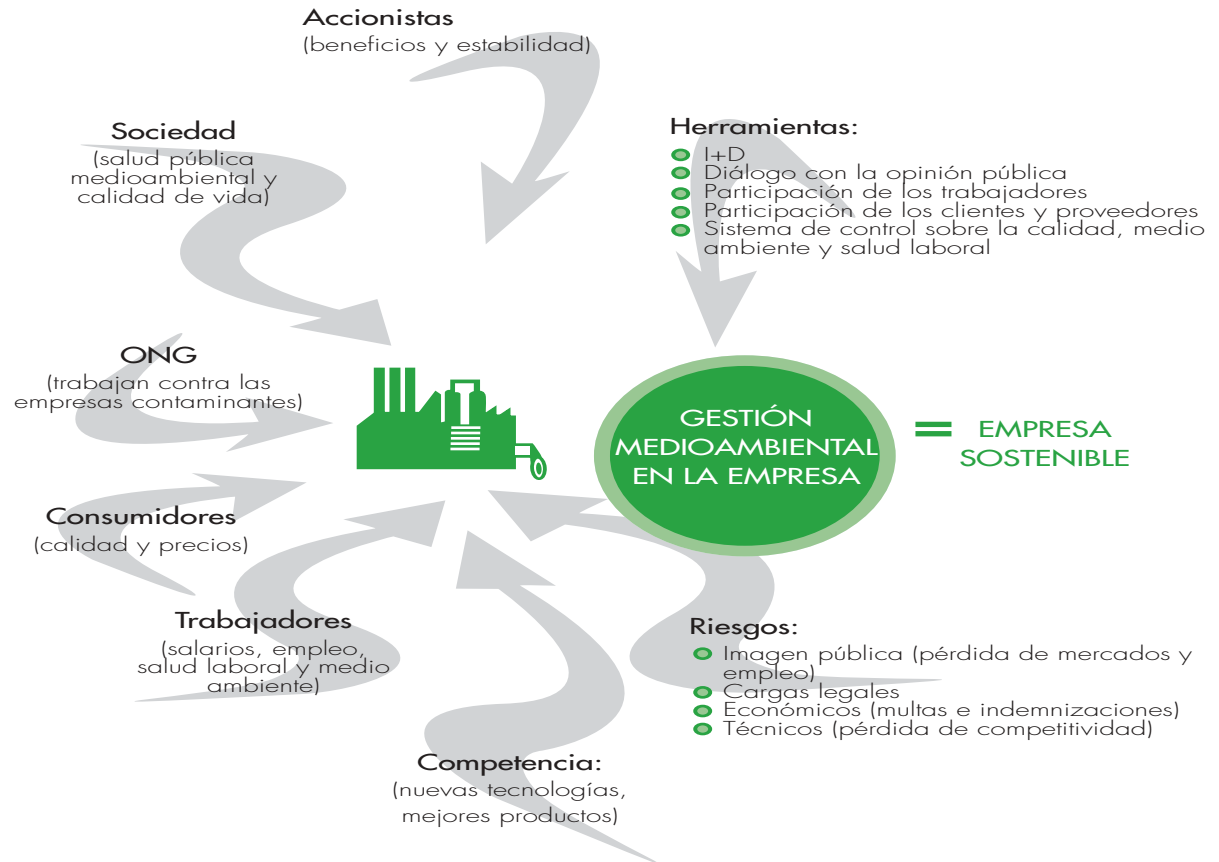 Accionistas
(beneficios y estabilidad)
Sociedad
(salud pública
medioambiental y
calidad de vida)
Herramientas:
I+D
Diálogo con la opinión pública
Participación de los trabajadores
Participación de los clientes y proveedores
Sistema de control sobre la calidad, medio
ambiente y salud laboral
ONG
(trabajan contra las
empresas contaminantes)
GESTIÓN
MEDIOAMBIENTAL
EN LA EMPRESA
= EMPRESA
SOSTENIBLE
Consumidores
(calidad y precios)
Trabajadores
(salarios, empleo,
salud laboral y medio
ambiente)
Riesgos:
Imagen pública (pérdida de mercados y
empleo)
Cargas legales
Económicos (multas e indemnizaciones)
Técnicos (pérdida de competitividad)
Competencia:
(nuevas tecnologías,
mejores productos)